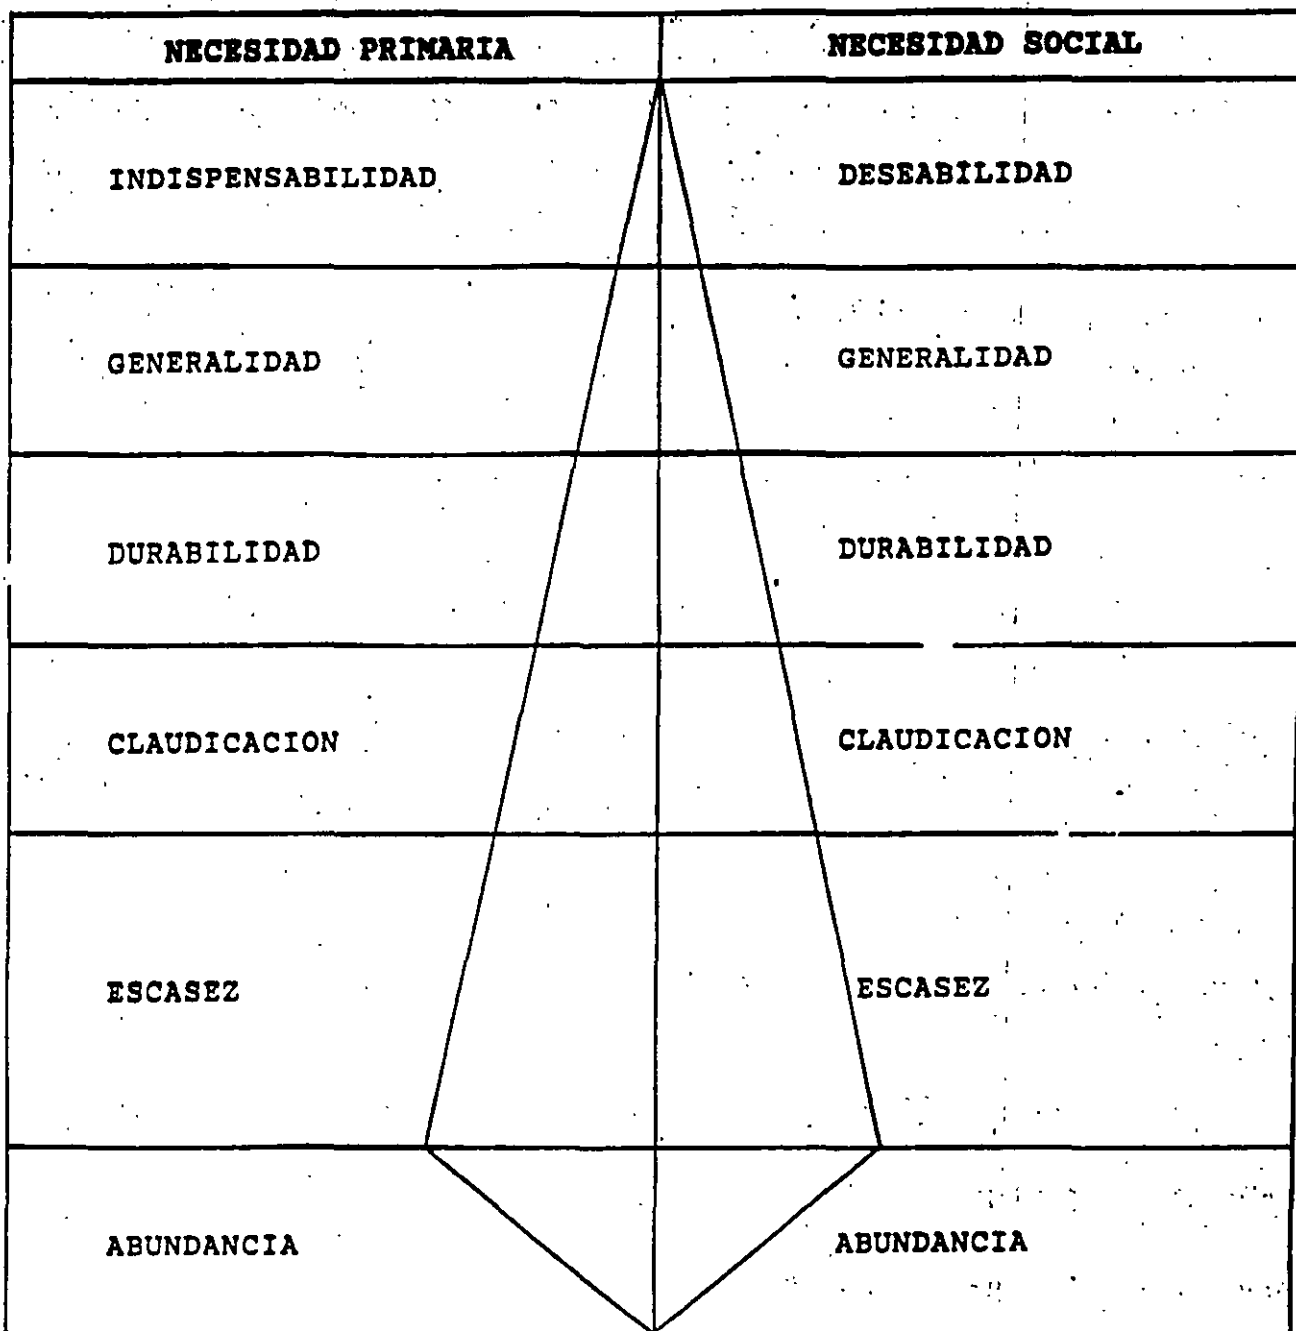 NECESIDAD PRIMARIA NECESIDAD SOCIAL
INDISPENSABILIDAD DESEABILIDAD
GENERALIDAD GENERALIDAD
DURABILIDAD DURABILIDAD
CLAUDICACION CLAUDICACION
ESCASEZ ESCASEZ
ABUNDANCIA ABUNDANCIA